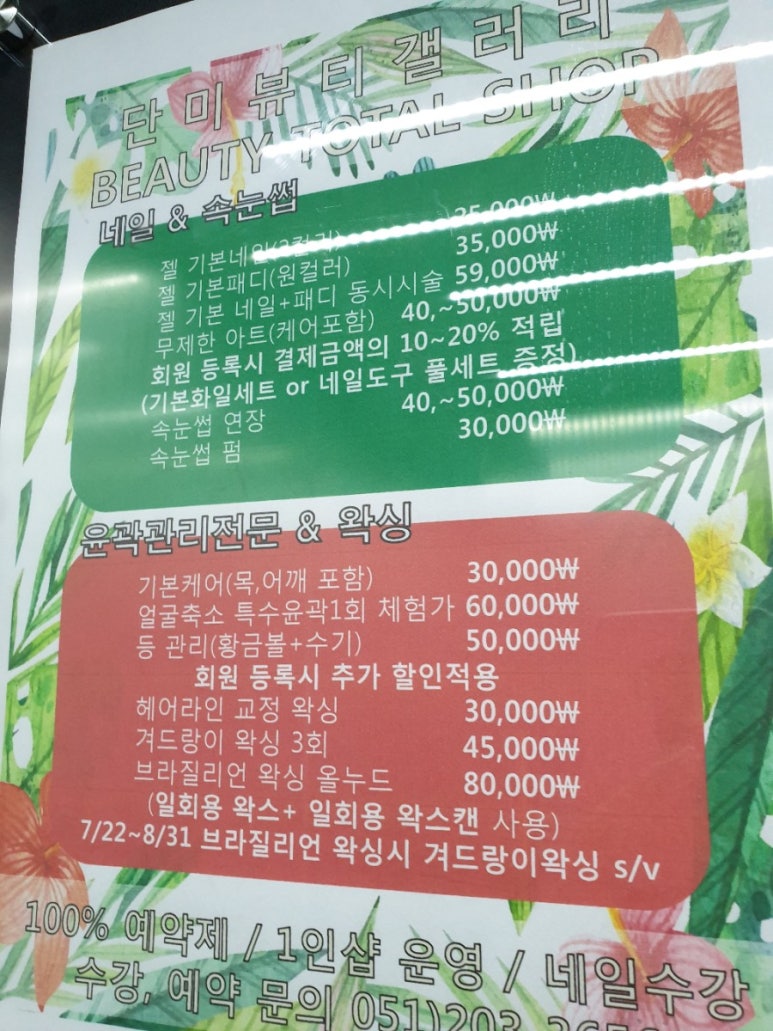 단미뷰티갤러리
BEAUTY TOTAL SHOP
네일 & 속눈썹
젤 기본네일(2컬러) 35,000₩
젤 기본패디(원컬러) 35,000₩
젤 기본 네일+패디 동시시술 59,000₩
무제한 아트(케어포함) 40,~50,000₩
회원 등록시 결제금액의 10~20% 적립
(기본화일세트 or 네일도구 풀세트 증정)
속눈썹 연장 40,~50,000₩
속눈썹 펌 30,000₩
윤곽관리전문 & 왁싱
기본케어(목,어깨 포함) 30,000₩
얼굴축소 특수윤곽1회 체험가 60,000₩
등 관리(황금볼+수기) 50,000₩
회원 등록시 추가 할인적용
헤어라인 교정 왁싱 30,000₩
겨드랑이 왁싱 3회 45,000₩
브라질리언 왁싱 올누드 80,000₩
(일회용 왁스+ 일회용 왁스캔 사용)
7/22~8/31 브라질리언 왁싱시 겨드랑이왁싱 s/v
100% 예약제 / 1인샵 운영 / 네일수강
수강, 예약 문의 051)203